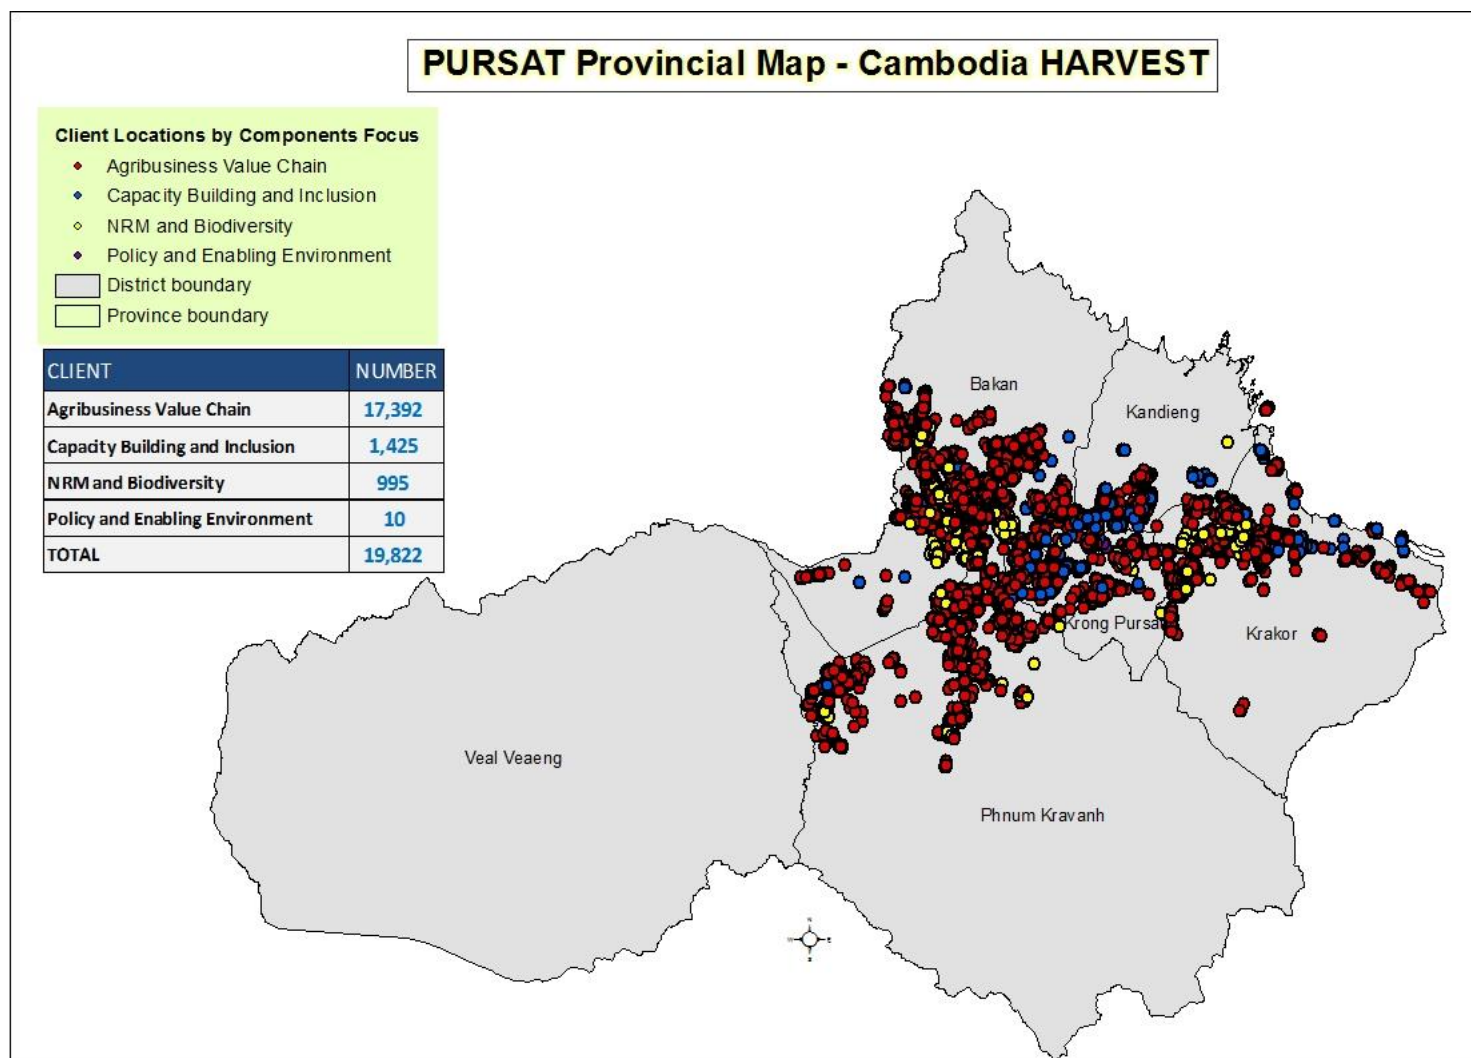 PURSAT Provincial Map - Cambodia HARVEST
Client Locations by Components Focus
Agribusiness Value Chain
Capacity Building and Inclusion
NRM and Biodiversity
Policy and Enabling Environment
District boundary
Province boundary
CLIENT NUMBER
Agribusiness Value Chain 17,392
Capacity Building and Inclusion 1,425
NRM and Biodiversity 995
Policy and Enabling Environment 10
TOTAL 19,822
Bakan
Kandieng
Krong Pursa
Krakor
Veal Veaeng
Phnum Kravanh
N
W E
S